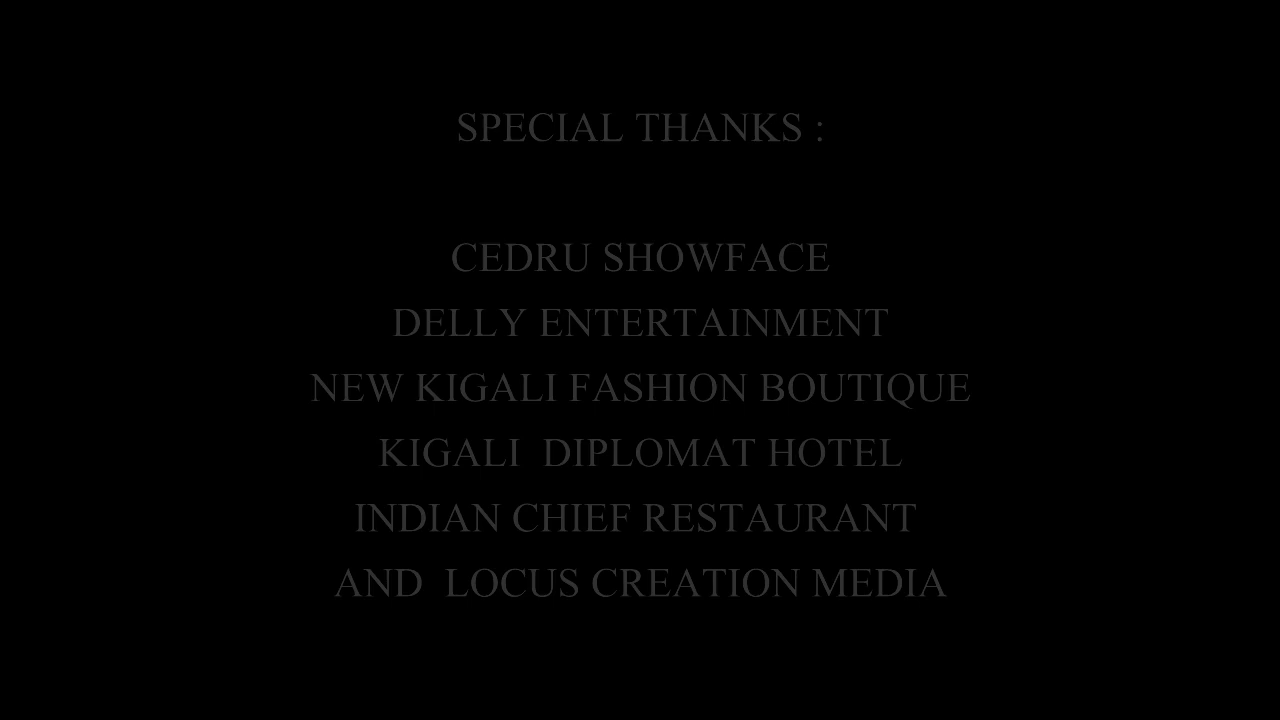 SPECIAL THANKS :
CEDRU SHOWFACE
DELLY ENTERTAINMENT
NEW KIGALI FASHION BOUTIQUE
KIGALI  DIPLOMAT HOTEL
INDIAN CHIEF RESTAURANT
AND  LOCUS CREATION MEDIA